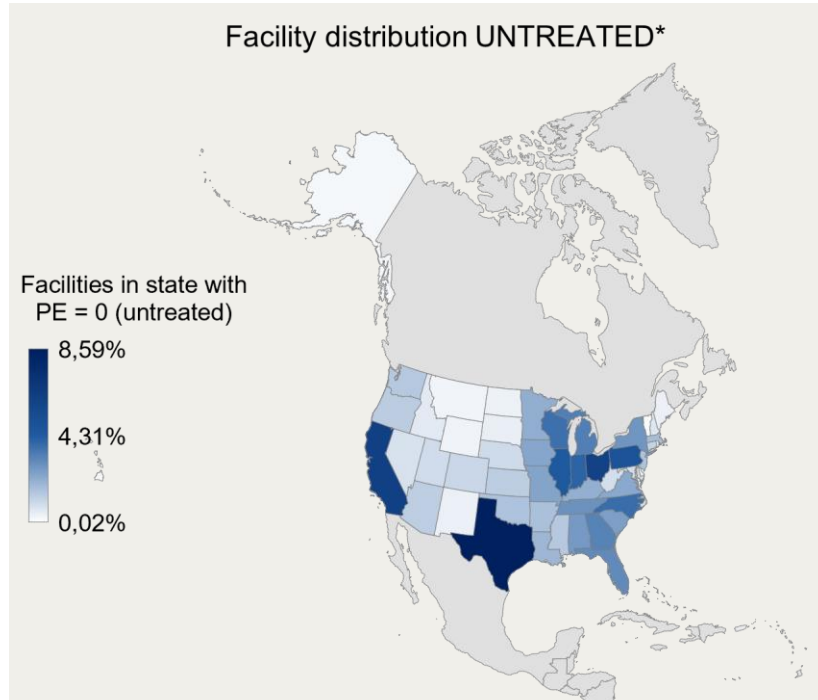 Facility distribution UNTREATED*
Facilities in state with
PE = 0 (untreated)
8,59%
4,31%
0,02%